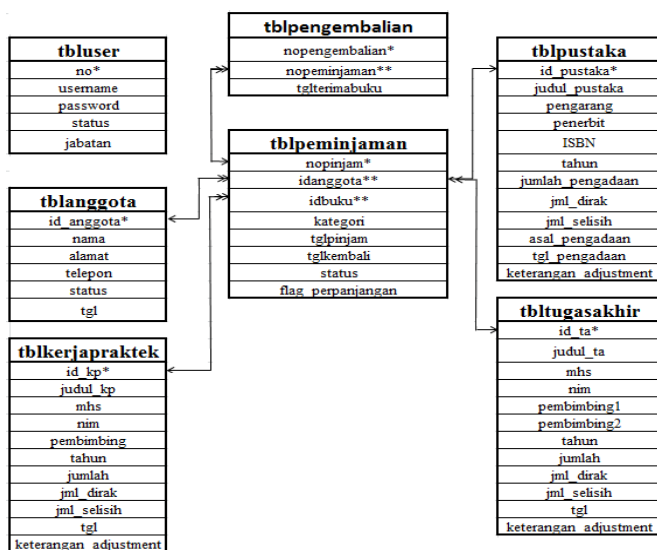 tbluser
no*
username
password
status
jabatan
tblanggota
id_anggota*
nama
alamat
telepon
status
tgl
tblkerjapraktek
id_kp*
judul_kp
mhs
nim
pembimbing
tahun
jumlah
jml_dirak
jml_selisih
tgl
keterangan_adjustment
tblpengembalian
nopengembalian*
nopeminjaman**
tglterimabuku
tblpeminjaman
nopinjam*
idanggota**
idbuku**
kategori
tglpinjam
tglkembali
status
flag_perpanjangan
tblpustaka
id_pustaka*
judul_pustaka
pengarang
penerbit
ISBN
tahun
jumlah_pengadaan
jml_dirak
jml_selisih
asal_pengadaan
tgl_pengadaan
keterangan_adjustment
tbltugasakhir
id_ta*
judul_ta
mhs
nim
pembimbing1
pembimbing2
tahun
jumlah
jml_dirak
jml_selisih
tgl
keterangan_adjustment